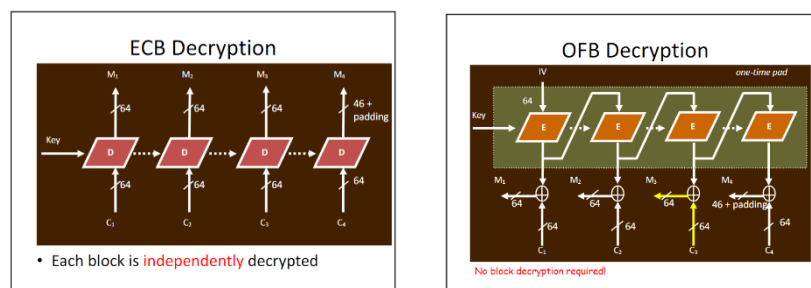 ECB Decryption
M₁ M₂ M₃ M₄
64 64 64 46 +
padding
Key
D D D D
64 64 64 64
C₁ C₂ C₃ C₄
• Each block is independently decrypted
OFB Decryption
IV one-time pad
64
Key
E E E E
M₁ M₂ M₃ M₄
64 64 64 46 + padding
64 64 64 64
C₁ C₂ C₃ C₄
No block decryption required!